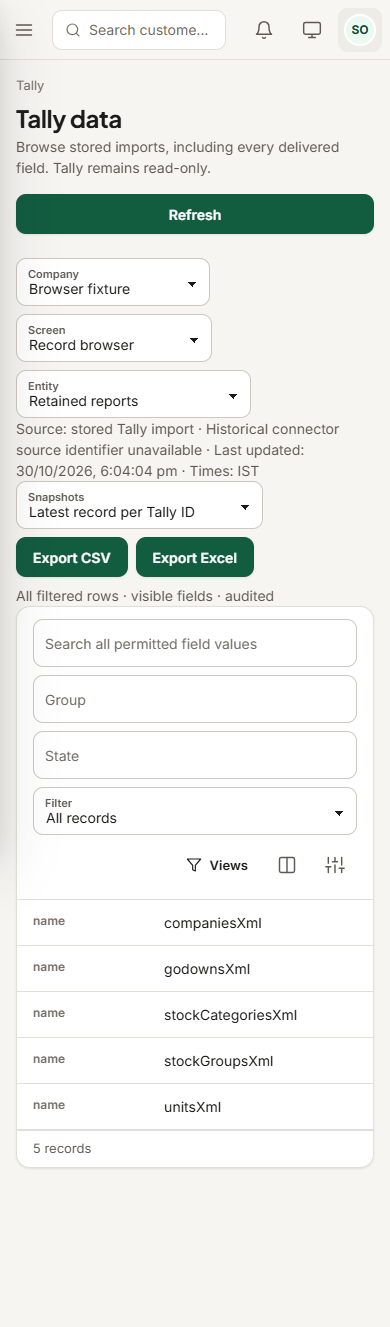 Search custome...
SO
Tally
Tally data
Browse stored imports, including every delivered
field. Tally remains read-only.
Refresh
Company
Browser fixture
Screen
Record browser
Entity
Retained reports
Source: stored Tally import · Historical connector
source identifier unavailable · Last updated:
30/10/2026, 6:04:04 pm · Times: IST
Snapshots
Latest record per Tally ID
Export CSV Export Excel
All filtered rows · visible fields · audited
Search all permitted field values
Group
State
Filter
All records
Views
name companiesXml
name godownsXml
name stockCategoriesXml
name stockGroupsXml
name unitsXml
5 records